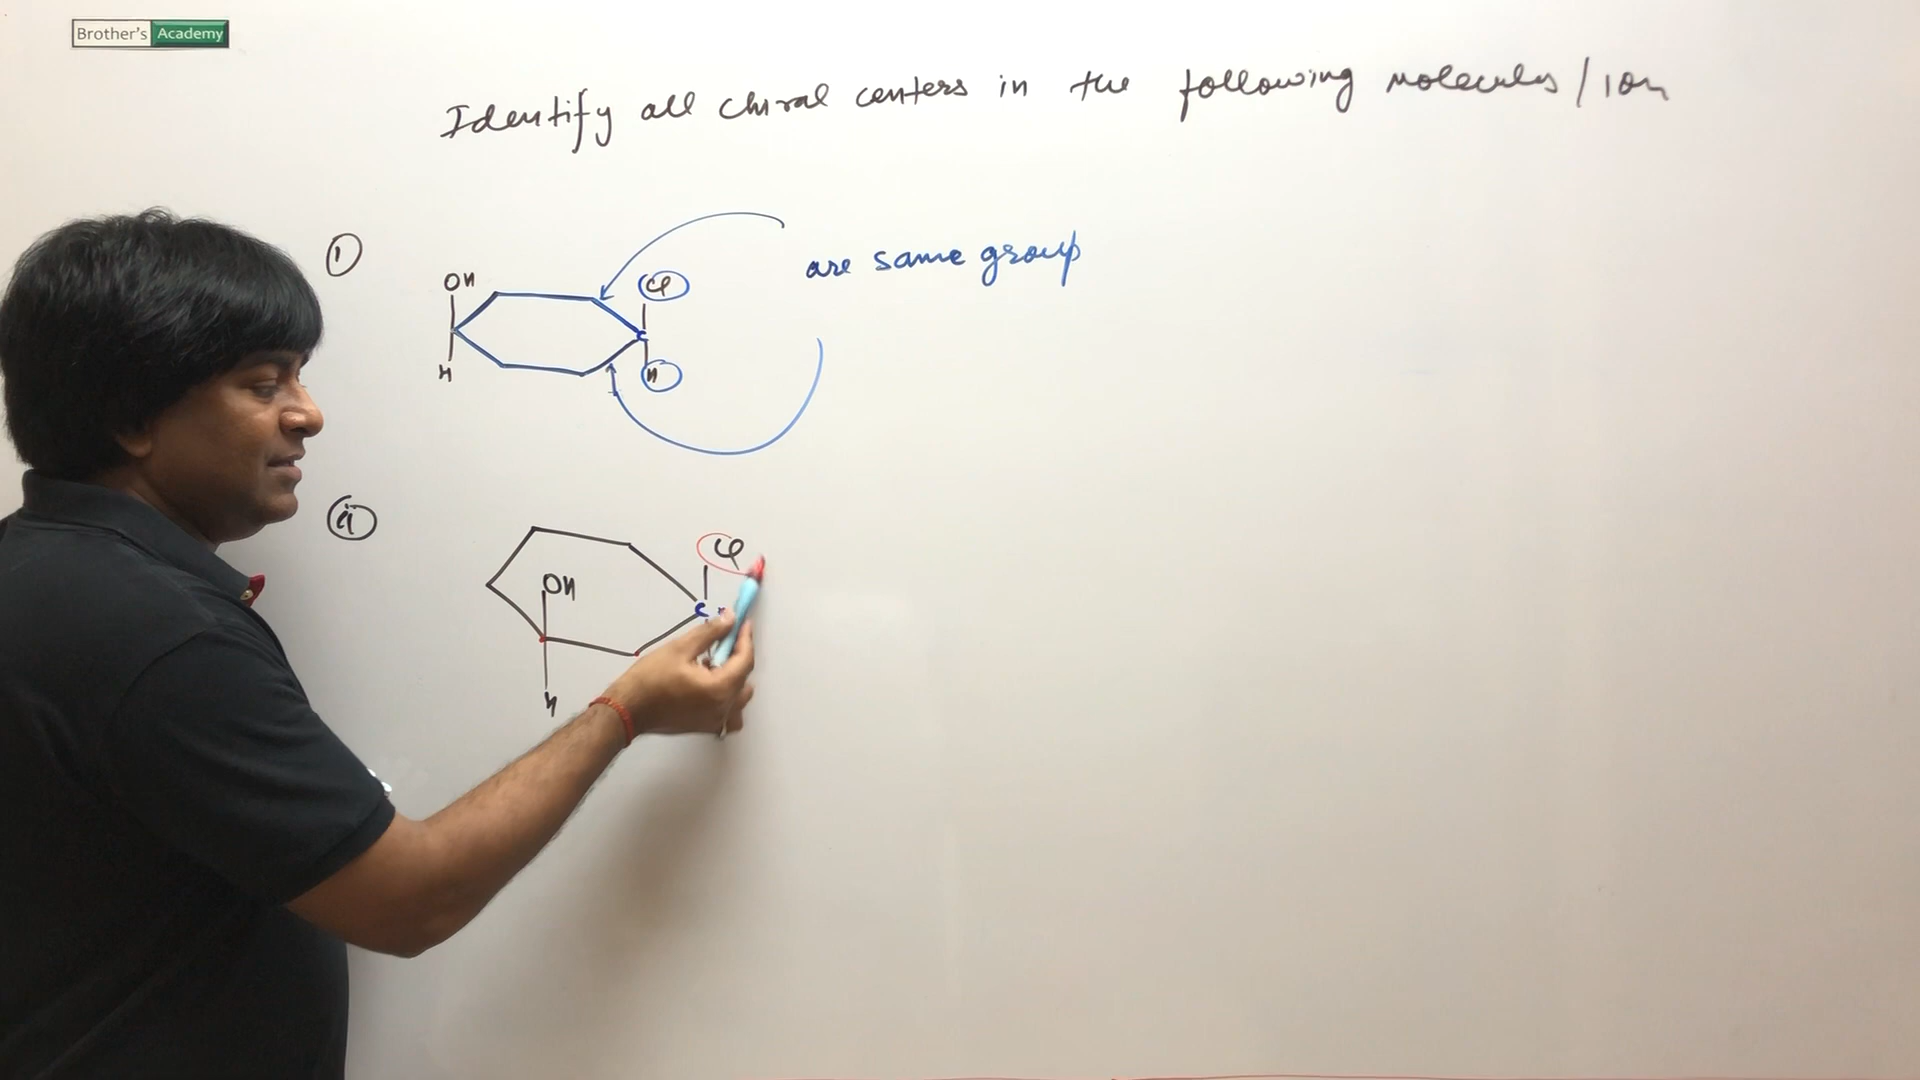 Brother's Academy
Identify all chiral centers in the following molecules / ion
i
OH
Cl
are same group
C
H
H
ii
Cl
OH
C
H